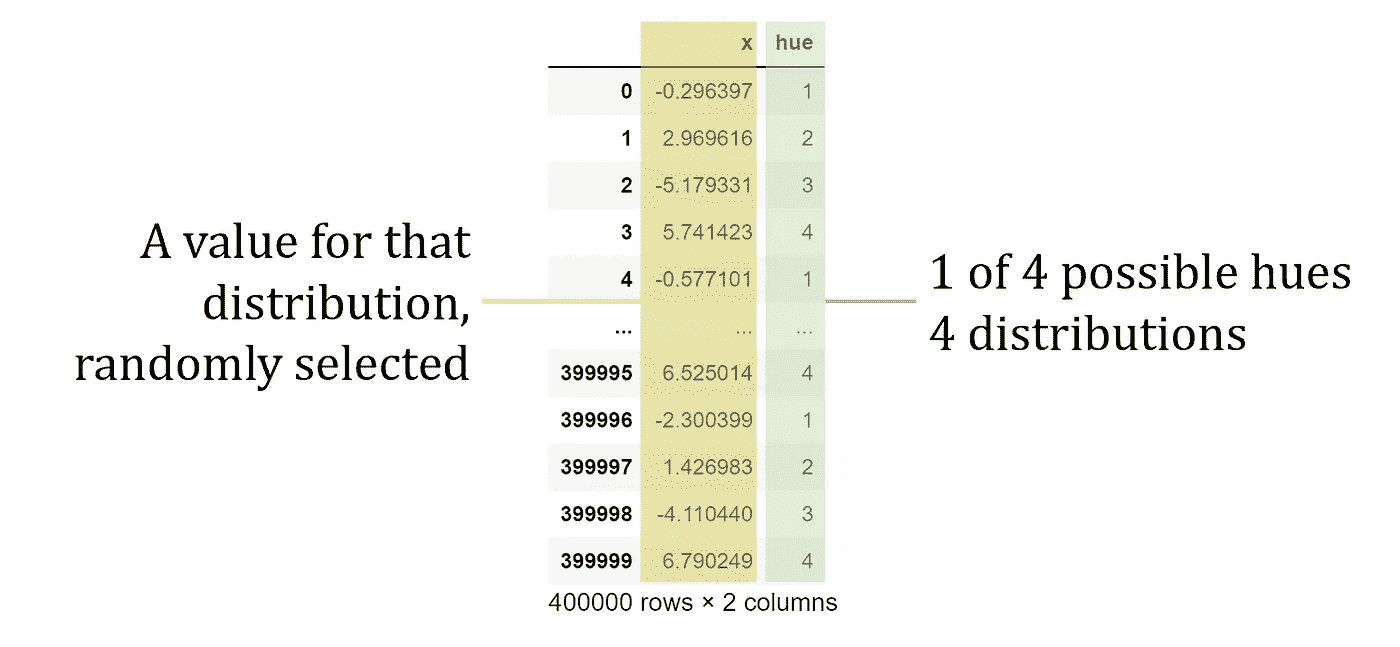 x hue
0 -0.296397 1
1 2.969616 2
2 -5.179331 3
3 5.741423 4
4 -0.577101 1
... ... ...
399995 6.525014 4
399996 -2.300399 1
399997 1.426983 2
399998 -4.110440 3
399999 6.790249 4
400000 rows × 2 columns
A value for that
distribution,
randomly selected
1 of 4 possible hues
4 distributions